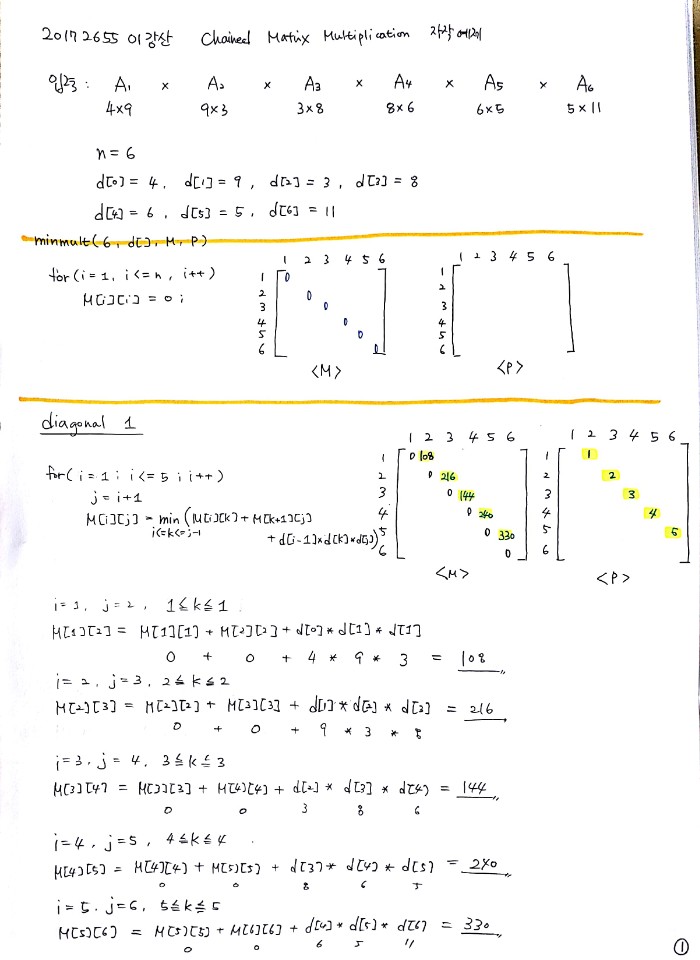 20172655 이강산 Chained Matrix Multiplication 자작 예제
입력 : A₁ × A₂ × A₃ × A₄ × A₅ × A₆
4×9 9×3 3×8 8×6 6×5 5×11
n = 6
d[0] = 4, d[1] = 9, d[2] = 3, d[3] = 8
d[4] = 6, d[5] = 5, d[6] = 11
minmult(6, d[], M, P)
for(i = 1, i <= n, i++)
M[i][i] = 0;
1 2 3 4 5 6
1 0
2 0
3 0
4 0
5 0
6 0
<M>
1 2 3 4 5 6
1
2
3
4
5
6
<P>
diagonal 1
for(i = 1; i <= 5; i++)
j = i+1
M[i][j] = min (M[i][k] + M[k+1][j]
i<=k<=j-1 + d[i-1]*d[k]*d[j])
1 2 3 4 5 6
1 0 108
2 0 216
3 0 144
4 0 240
5 0 330
6 0
<M>
1 2 3 4 5 6
1 1
2 2
3 3
4 4
5 5
6
<P>
i = 1, j = 2, 1≤k≤1
M[1][2] = M[1][1] + M[2][2] + d[0] * d[1] * d[1]
0 + 0 + 4 * 9 * 3 = 108
i = 2, j = 3, 2≤k≤2
M[2][3] = M[2][2] + M[3][3] + d[1] * d[2] * d[3] = 216
0 + 0 + 9 * 3 * 8
i = 3, j = 4, 3≤k≤3
M[3][4] = M[3][3] + M[4][4] + d[2] * d[3] * d[4] = 144
0 0 3 8 6
i = 4, j = 5, 4≤k≤4
M[4][5] = M[4][4] + M[5][5] + d[3] * d[4] * d[5] = 240
0 0 8 6 5
i = 5, j = 6, 5≤k≤5
M[5][6] = M[5][5] + M[6][6] + d[4] * d[5] * d[6] = 330
0 0 6 5 11
①